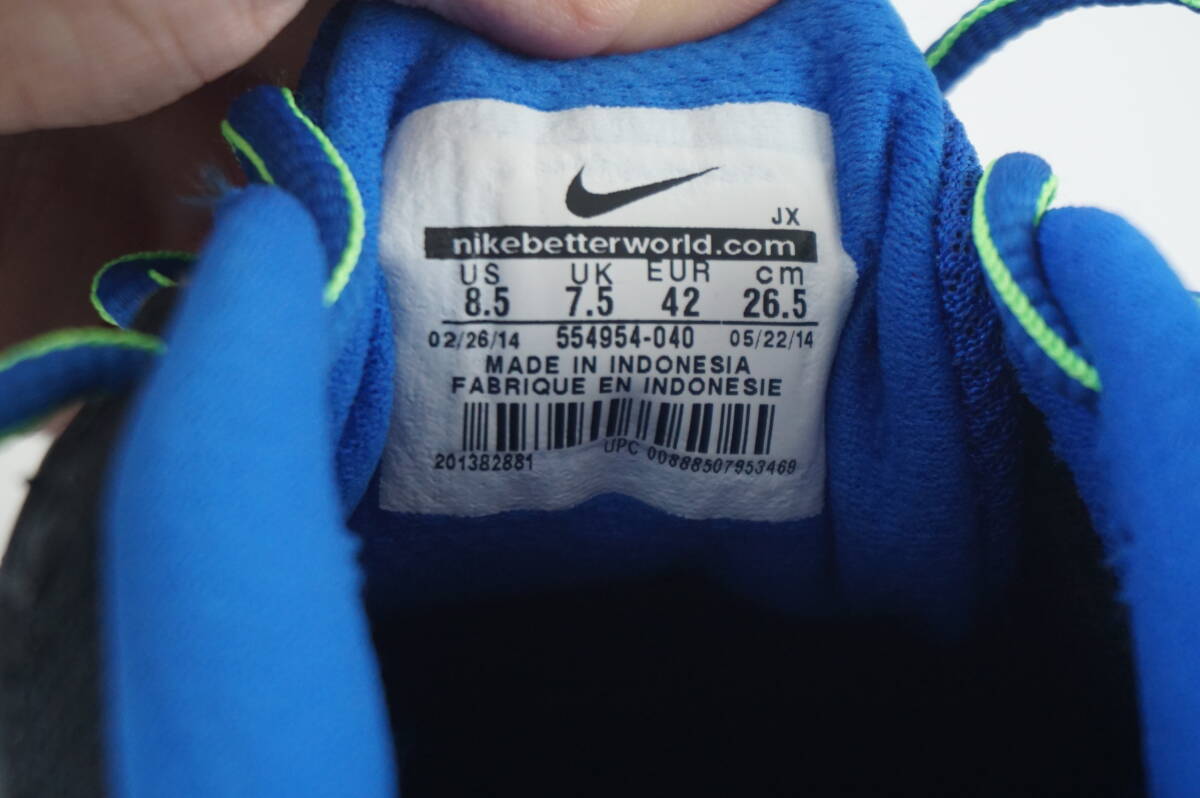 JX
nikebetterworld.com
US UK EUR cm
8.5 7.5 42 26.5
02/26/14 554954-040 05/22/14
MADE IN INDONESIA
FABRIQUE EN INDONESIE
201382881 UPC 00888507953469